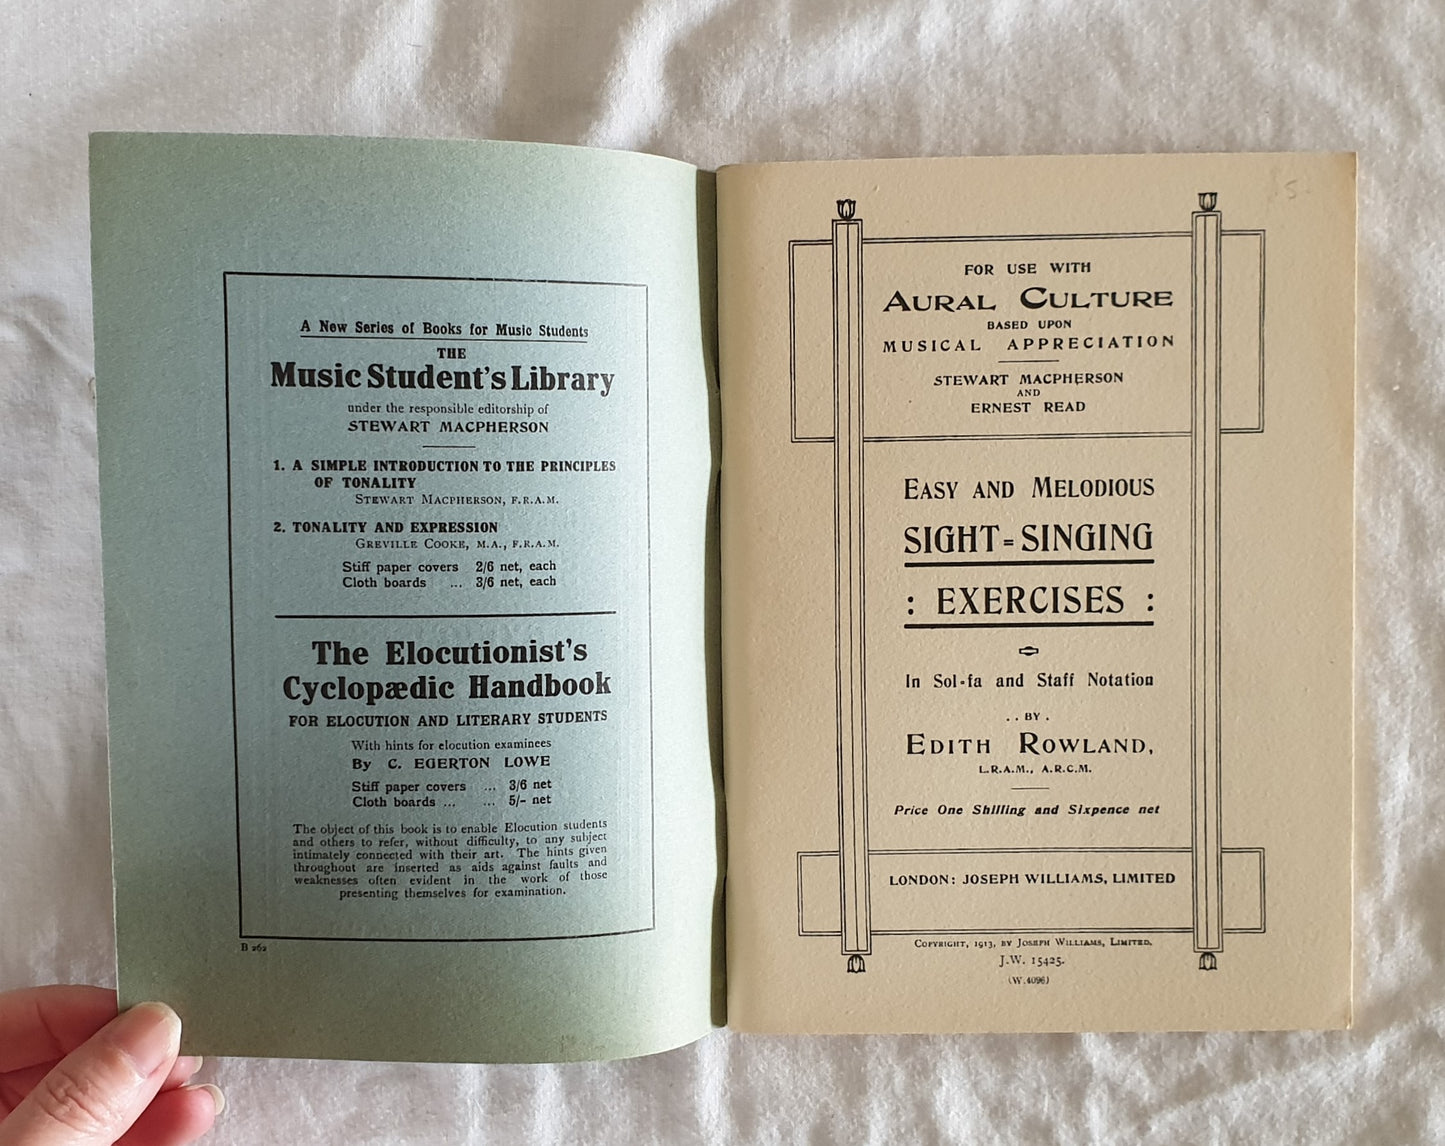 A New Series of Books for Music Students
THE
Music Student's Library
under the responsible editorship of
STEWART MACPHERSON
1. A SIMPLE INTRODUCTION TO THE PRINCIPLES
OF TONALITY
STEWART MACPHERSON, F.R.A.M.
2. TONALITY AND EXPRESSION
GREVILLE COOKE, M.A., F.R.A.M.
Stiff paper covers 2/6 net, each
Cloth boards ... 3/6 net, each
The Elocutionist's
Cyclopædic Handbook
FOR ELOCUTION AND LITERARY STUDENTS
With hints for elocution examinees
By C. EGERTON LOWE
Stiff paper covers ... 3/6 net
Cloth boards ... ... 5/- net
The object of this book is to enable Elocution students
and others to refer, without difficulty, to any subject
intimately connected with their art. The hints given
throughout are inserted as aids against faults and
weaknesses often evident in the work of those
presenting themselves for examination.
B 262
5
FOR USE WITH
AURAL CULTURE
BASED UPON
MUSICAL APPRECIATION
STEWART MACPHERSON
AND
ERNEST READ
EASY AND MELODIOUS
SIGHT=SINGING
: EXERCISES :
In Sol-fa and Staff Notation
. . BY .
EDITH ROWLAND,
L.R.A.M., A.R.C.M.
Price One Shilling and Sixpence net
LONDON: JOSEPH WILLIAMS, LIMITED
COPYRIGHT, 1913, BY JOSEPH WILLIAMS, LIMITED.
J.W. 15425.
(W.4096)